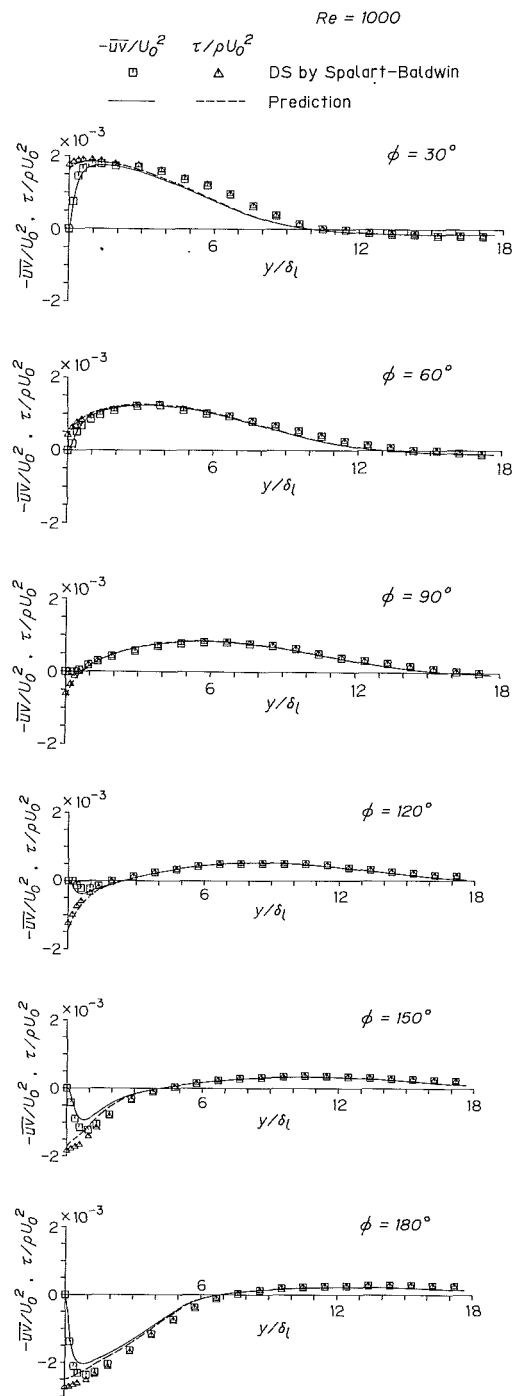 Re = 1000
-uv/U₀² τ/ρU₀²
DS by Spalart-Baldwin
Prediction
×10⁻³
2
0
-2
6
12
18
y/δₗ
-uv/U₀² , τ/ρU₀²
ϕ = 30°
×10⁻³
2
0
-2
6
12
18
y/δₗ
-uv/U₀² , τ/ρU₀²
ϕ = 60°
×10⁻³
2
0
-2
6
12
18
y/δₗ
-uv/U₀² , τ/ρU₀²
ϕ = 90°
×10⁻³
2
0
-2
6
12
18
y/δₗ
-uv/U₀² , τ/ρU₀²
ϕ = 120°
×10⁻³
2
0
-2
6
12
18
y/δₗ
-uv/U₀² , τ/ρU₀²
ϕ = 150°
×10⁻³
2
0
-2
6
12
18
y/δₗ
-uv/U₀² , τ/ρU₀²
ϕ = 180°